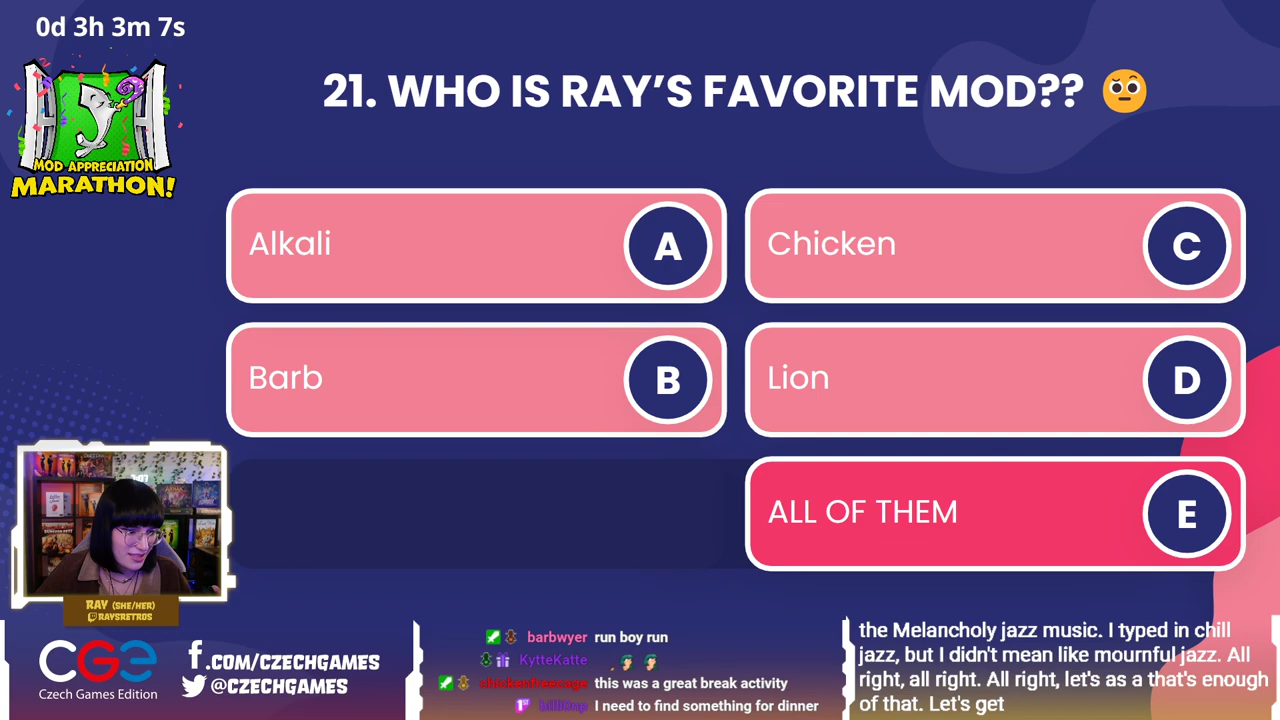 0d 3h 3m 7s
MOD APPRECIATION
MARATHON!
21. WHO IS RAY’S FAVORITE MOD??
Alkali A
Chicken C
Barb B
Lion D
ALL OF THEM E
RAY (SHE/HER)
RAYSRETROS
CGE
Czech Games Edition
f.COM/CZECHGAMES
@CZECHGAMES
barbwyer run boy run
KytteKatte
chickenfreecage this was a great break activity
I need to find something for dinner
the Melancholy jazz music. I typed in chill
jazz, but I didn't mean like mournful jazz. All
right, all right. All right, let's as a that's enough
of that. Let's get